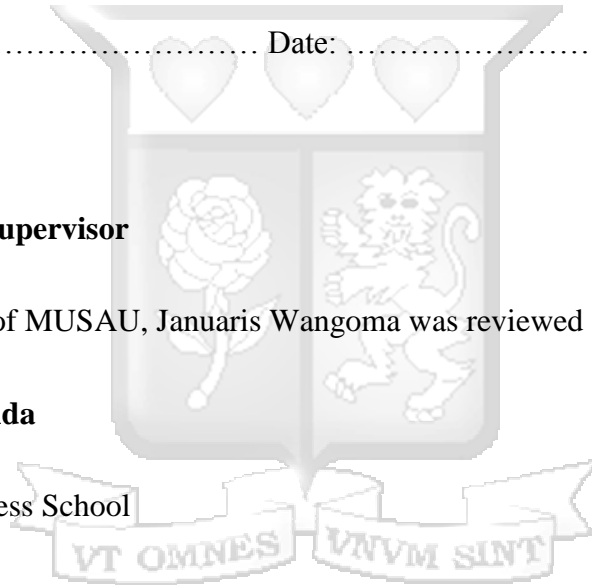 ……………………… Date: ……………………
upervisor
of MUSAU, Januaris Wangoma was reviewed
da
ess School
VT OMNES VNVM SINT